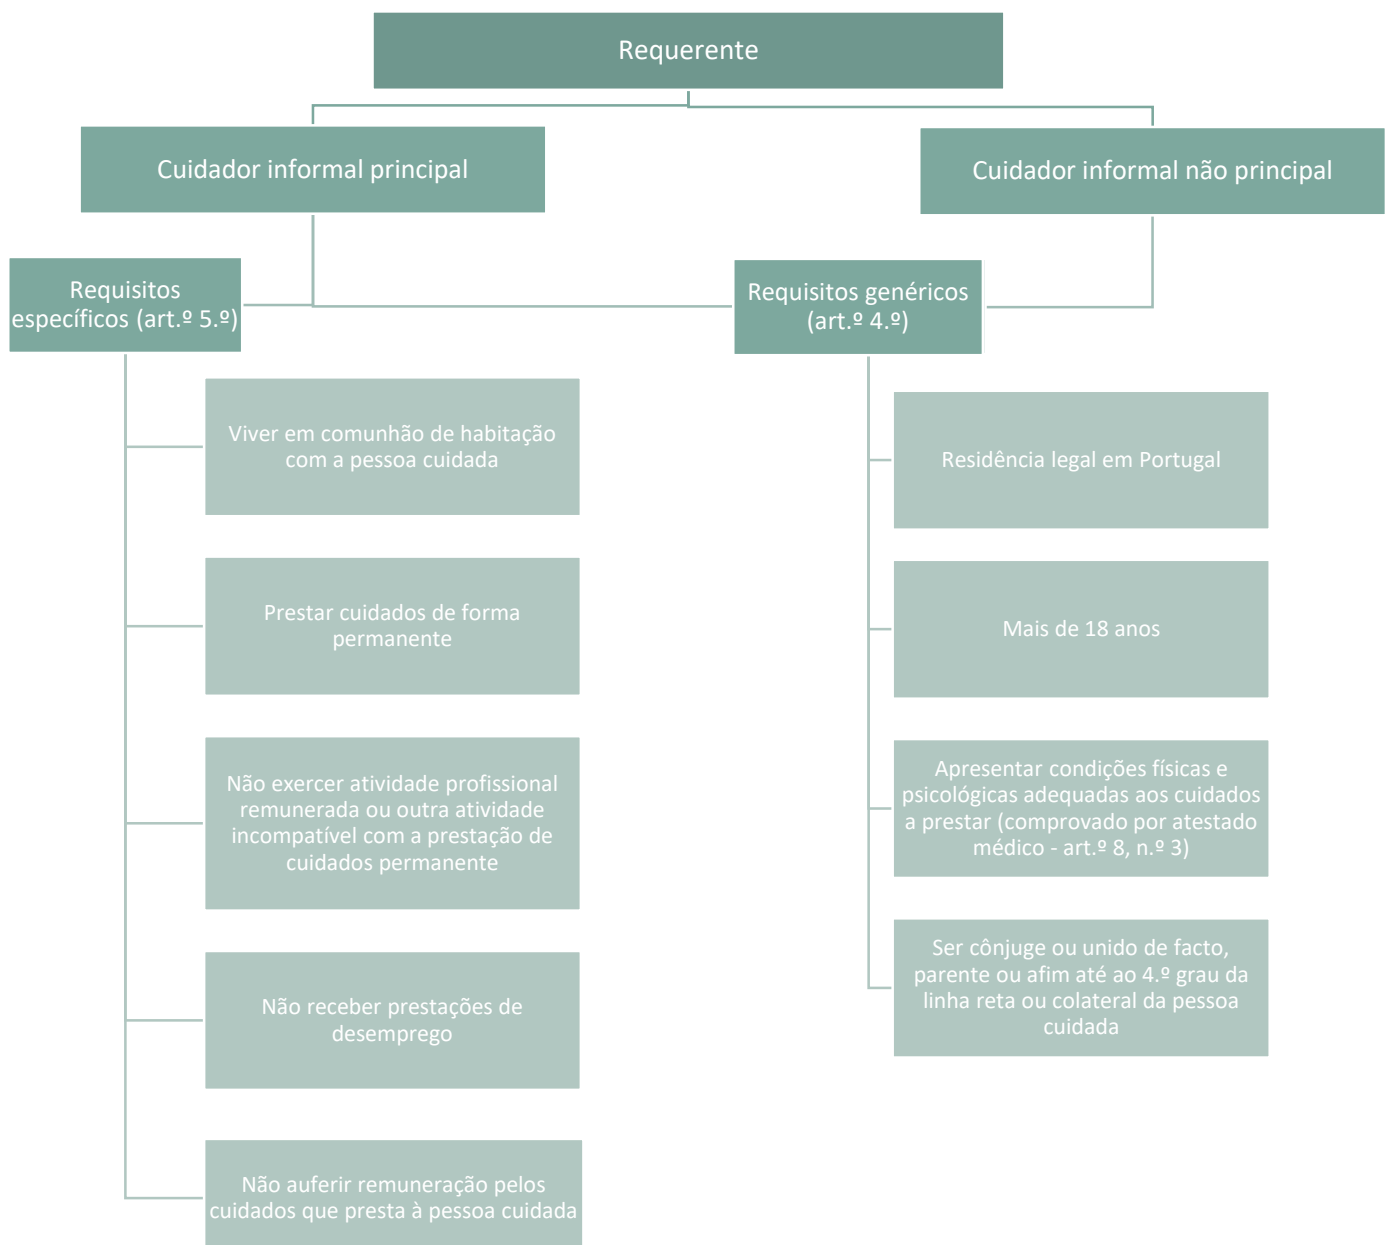 Requerente
Cuidador informal principal
Cuidador informal não principal
Requisitos
específicos (art.º 5.º)
Requisitos genéricos
(art.º 4.º)
Viver em comunhão de habitação
com a pessoa cuidada
Prestar cuidados de forma
permanente
Não exercer atividade profissional
remunerada ou outra atividade
incompatível com a prestação de
cuidados permanente
Não receber prestações de
desemprego
Não auferir remuneração pelos
cuidados que presta à pessoa cuidada
Residência legal em Portugal
Mais de 18 anos
Apresentar condições físicas e
psicológicas adequadas aos cuidados
a prestar (comprovado por atestado
médico - art.º 8, n.º 3)
Ser cônjuge ou unido de facto,
parente ou afim até ao 4.º grau da
linha reta ou colateral da pessoa
cuidada